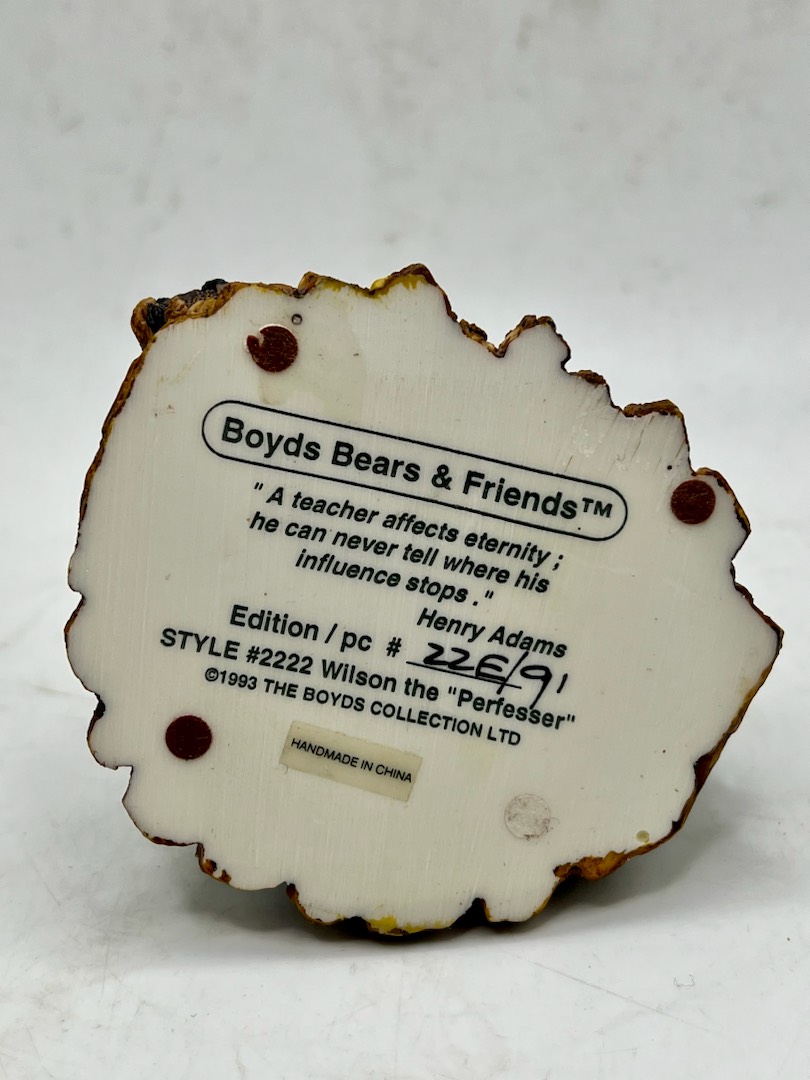 Boyds Bears & Friends™
"A teacher affects eternity ;
he can never tell where his
influence stops ."
Henry Adams
Edition / pc # 22E/91
STYLE #2222 Wilson the "Perfesser"
©1993 THE BOYDS COLLECTION LTD
HANDMADE IN CHINA